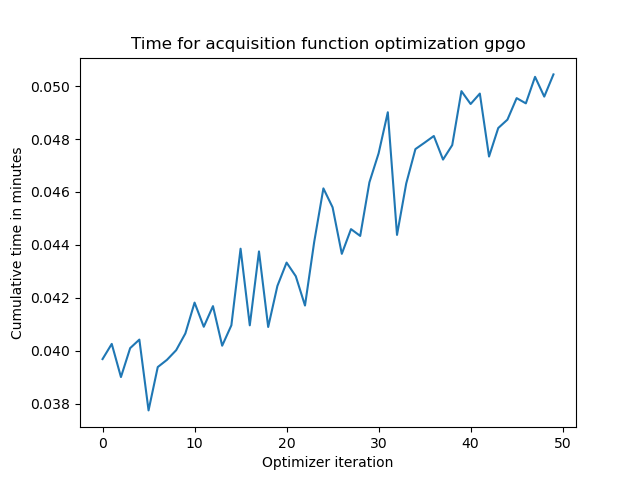 Time for acquisition function optimization gpgo
Cumulative time in minutes
0.050
0.048
0.046
0.044
0.042
0.040
0.038
0 10 20 30 40 50
Optimizer iteration